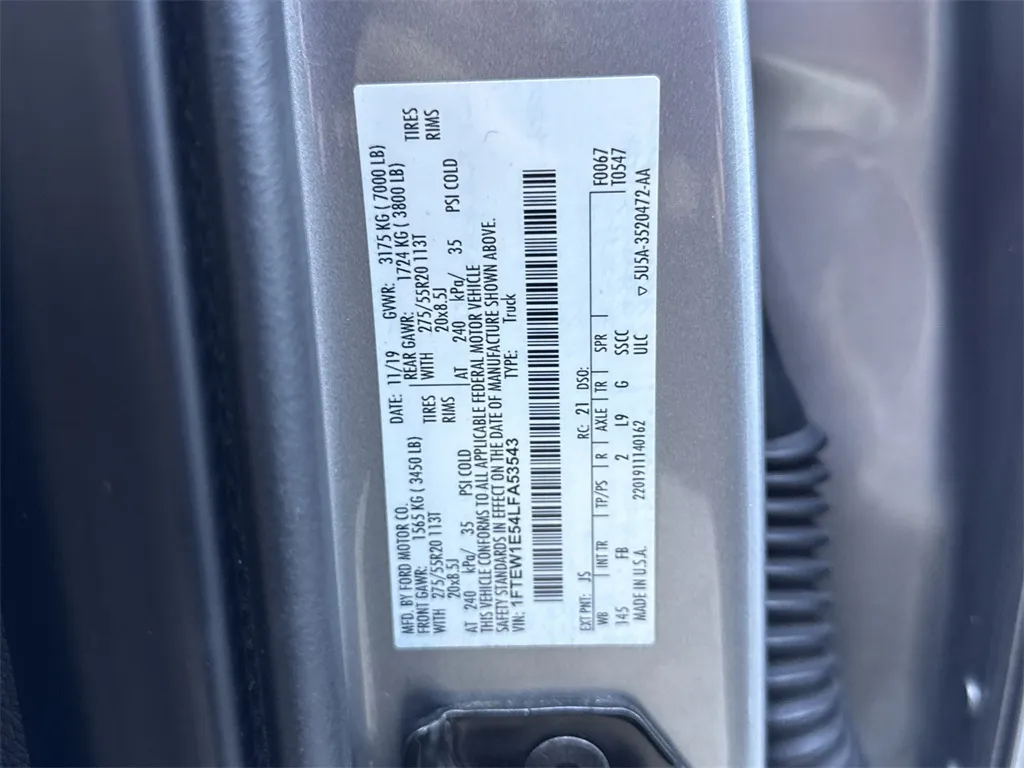 MFD. BY FORD MOTOR CO.
DATE: 11/19 GVWR: 3175 KG ( 7000 LB)
FRONT GAWR: 1565 KG ( 3450 LB)
REAR GAWR: 1724 KG ( 3800 LB)
WITH 275/55R20 113T TIRES
WITH 275/55R20 113T TIRES
20x8.5J RIMS
20x8.5J RIMS
AT 240 kPa/ 35 PSI COLD
AT 240 kPa/ 35 PSI COLD
THIS VEHICLE CONFORMS TO ALL APPLICABLE FEDERAL MOTOR VEHICLE
SAFETY STANDARDS IN EFFECT ON THE DATE OF MANUFACTURE SHOWN ABOVE.
VIN: 1FTEW1E54LFA53543 TYPE: Truck
EXT PNT: JS RC: 21 DSO: F0067
WB INT TR TP/PS R AXLE TR SPR T0547
145 FB 2 L9 G SSCC
MADE IN U.S.A. 2201911140162 ULC ▽ 5U5A-3520472-AA